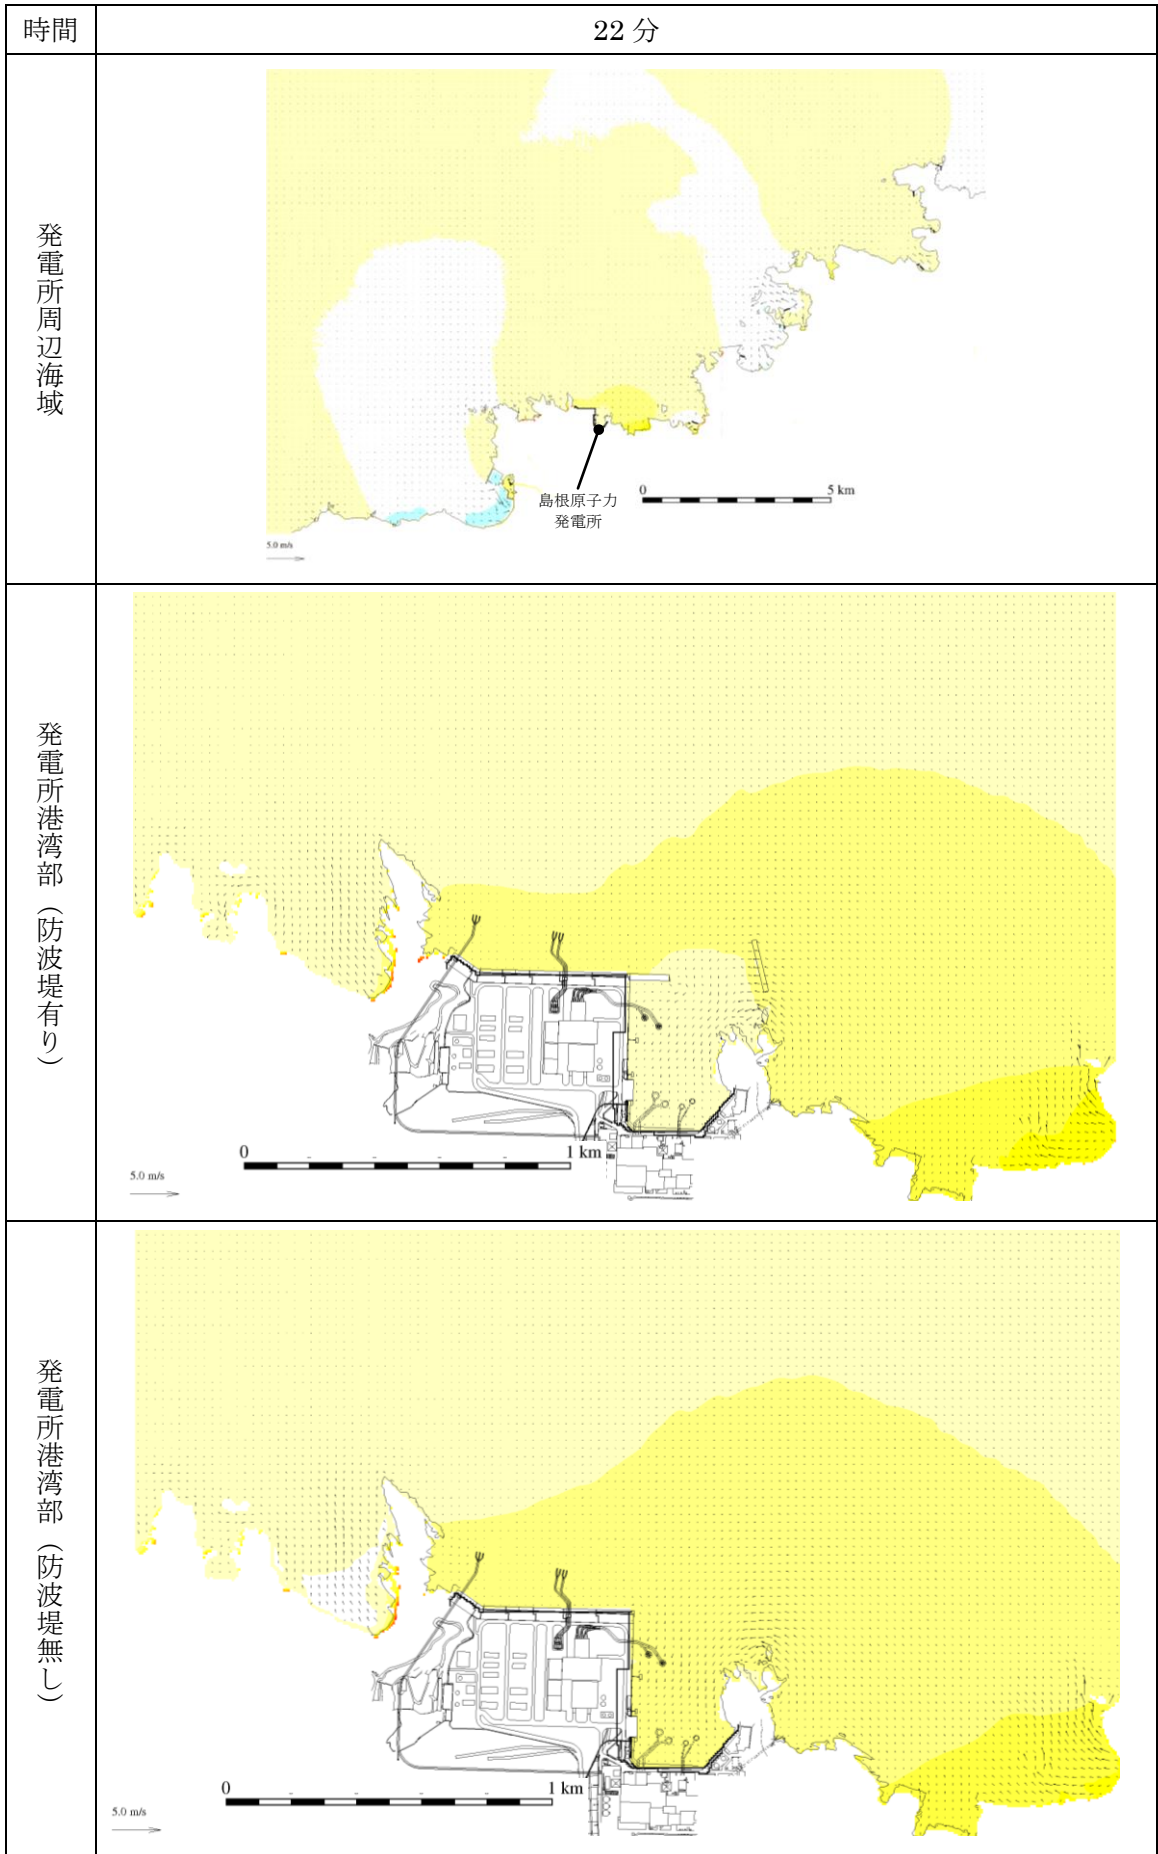 時間
22 分
発電所周辺海域
島根原子力
発電所
0 5 km
5.0 m/s
発電所港湾部（防波堤有り）
0 1 km
5.0 m/s
発電所港湾部（防波堤無し）
0 1 km
5.0 m/s